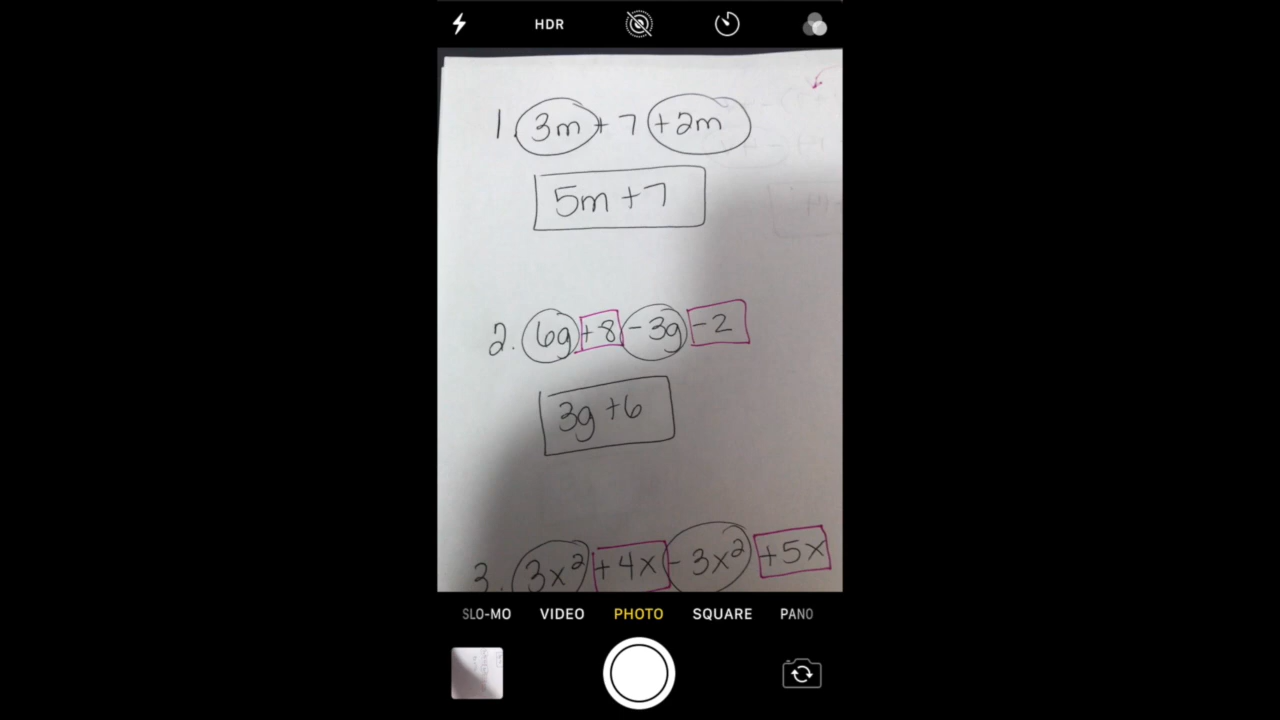 HDR
1. 3m + 7 + 2m
5m + 7
2. 6g + 8 - 3g - 2
3g + 6
3. 3x² + 4x - 3x² + 5x
SLO-MO VIDEO PHOTO SQUARE PANO